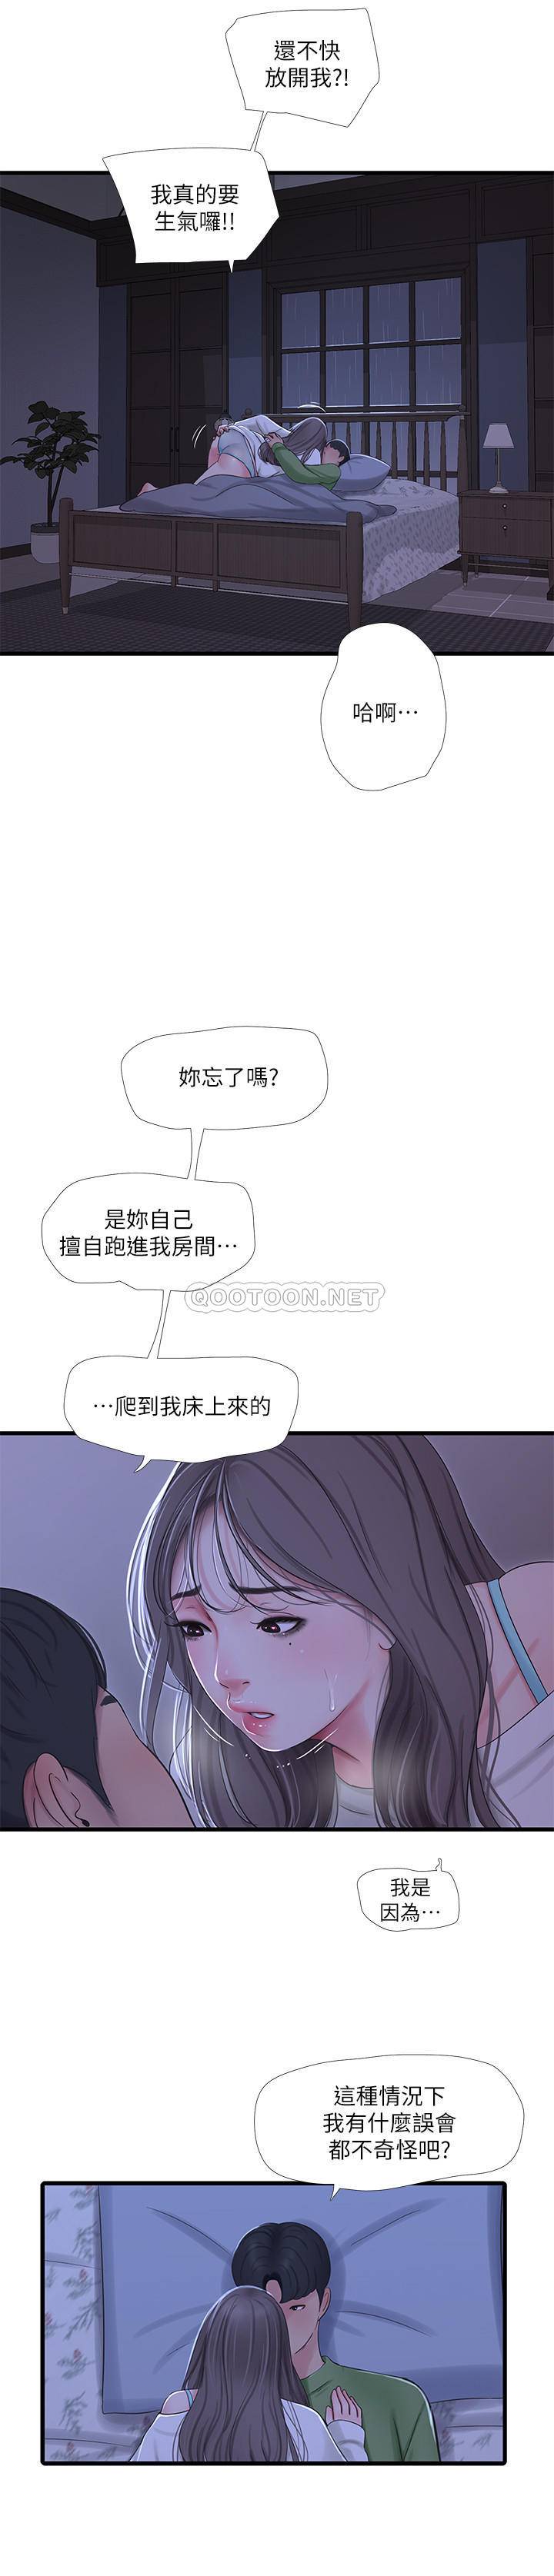 還不快
放開我?!
我真的要
生氣囉!!
哈啊…
妳忘了嗎?
是妳自己
擅自跑進我房間…
QOOTOON.NET
…爬到我床上來的
我是
因為…
這種情況下
我有什麼誤會
都不奇怪吧?